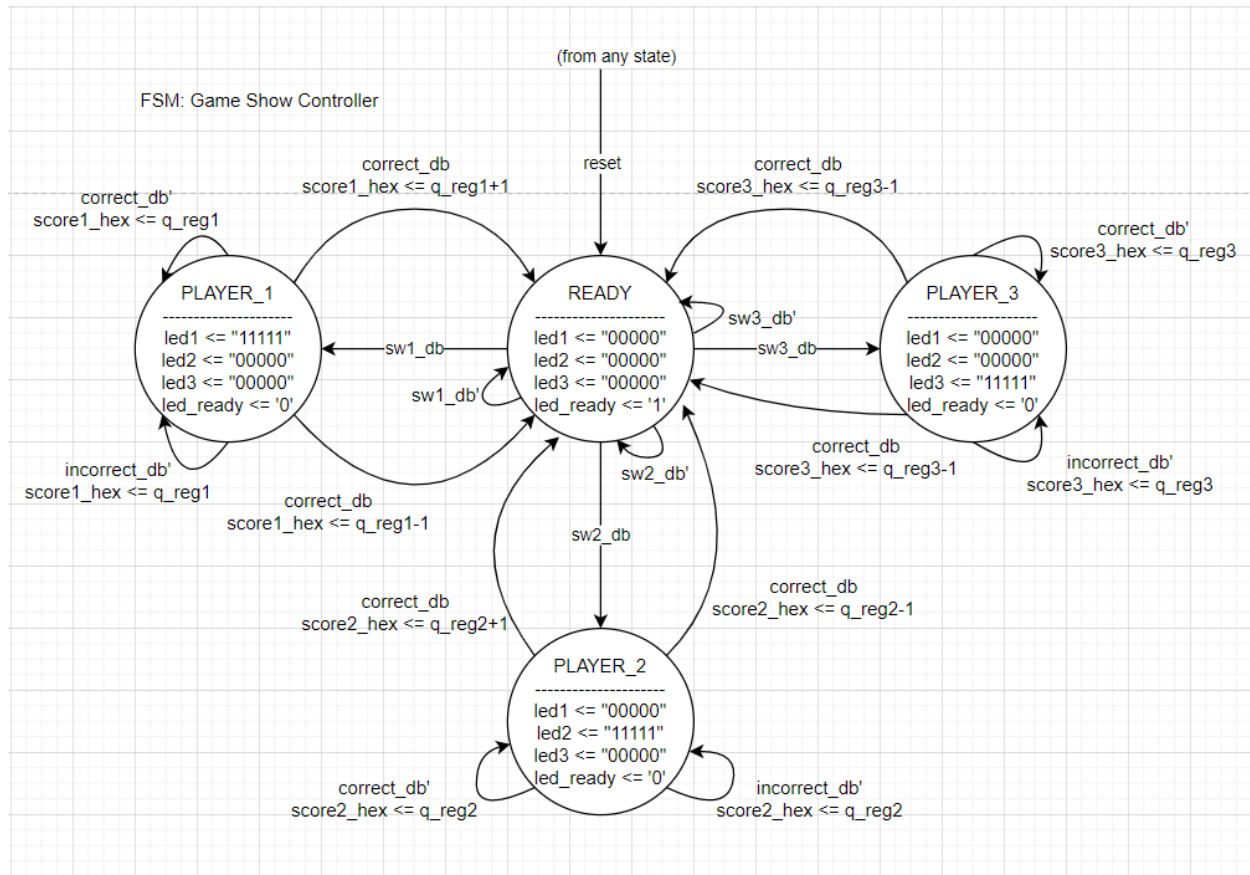 (from any state)
FSM: Game Show Controller
reset
correct_db
score1_hex <= q_reg1+1
correct_db
score3_hex <= q_reg3-1
correct_db'
score1_hex <= q_reg1
correct_db'
score3_hex <= q_reg3
PLAYER_1
---------------------
led1 <= "11111"
led2 <= "00000"
led3 <= "00000"
led_ready <= '0'
sw1_db
READY
---------------------
led1 <= "00000"
led2 <= "00000"
led3 <= "00000"
led_ready <= '1'
sw3_db'
sw3_db
sw1_db'
sw2_db'
PLAYER_3
---------------------
led1 <= "00000"
led2 <= "00000"
led3 <= "11111"
led_ready <= '0'
incorrect_db'
score1_hex <= q_reg1
correct_db
score1_hex <= q_reg1-1
correct_db
score3_hex <= q_reg3-1
incorrect_db'
score3_hex <= q_reg3
sw2_db
correct_db
score2_hex <= q_reg2+1
correct_db
score2_hex <= q_reg2-1
PLAYER_2
---------------------
led1 <= "00000"
led2 <= "11111"
led3 <= "00000"
led_ready <= '0'
correct_db'
score2_hex <= q_reg2
incorrect_db'
score2_hex <= q_reg2